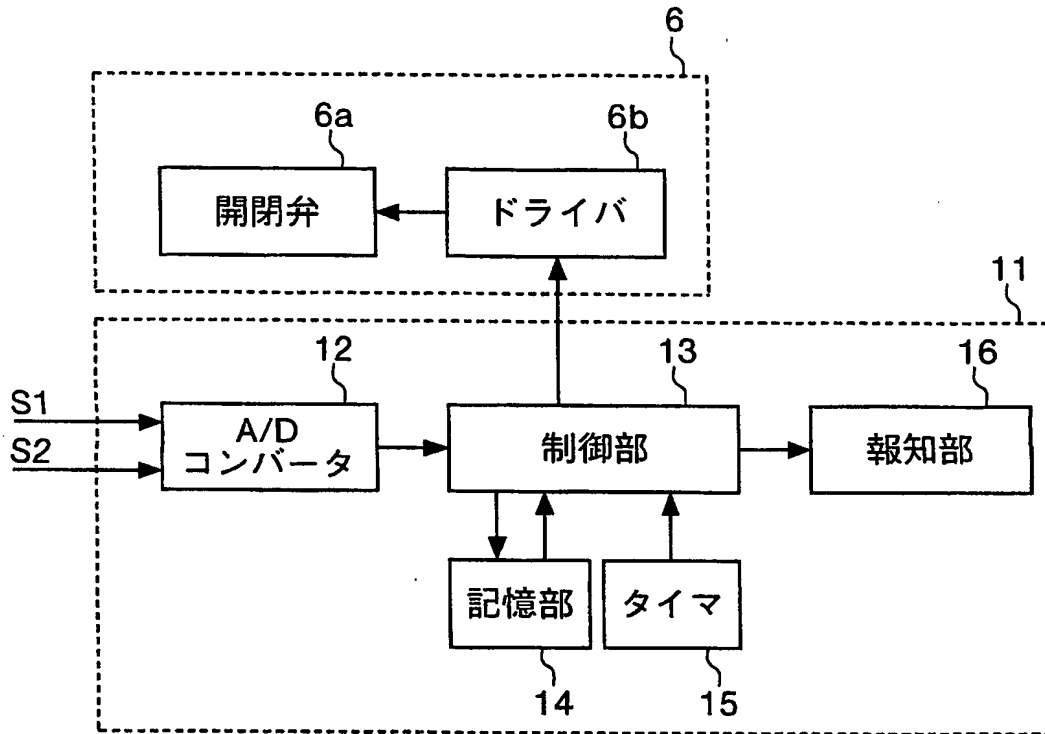 6
6a
6b
開閉弁
ドライバ
11
12
13
16
S1
S2
A/D
コンバータ
制御部
報知部
記憶部
タイマ
14
15